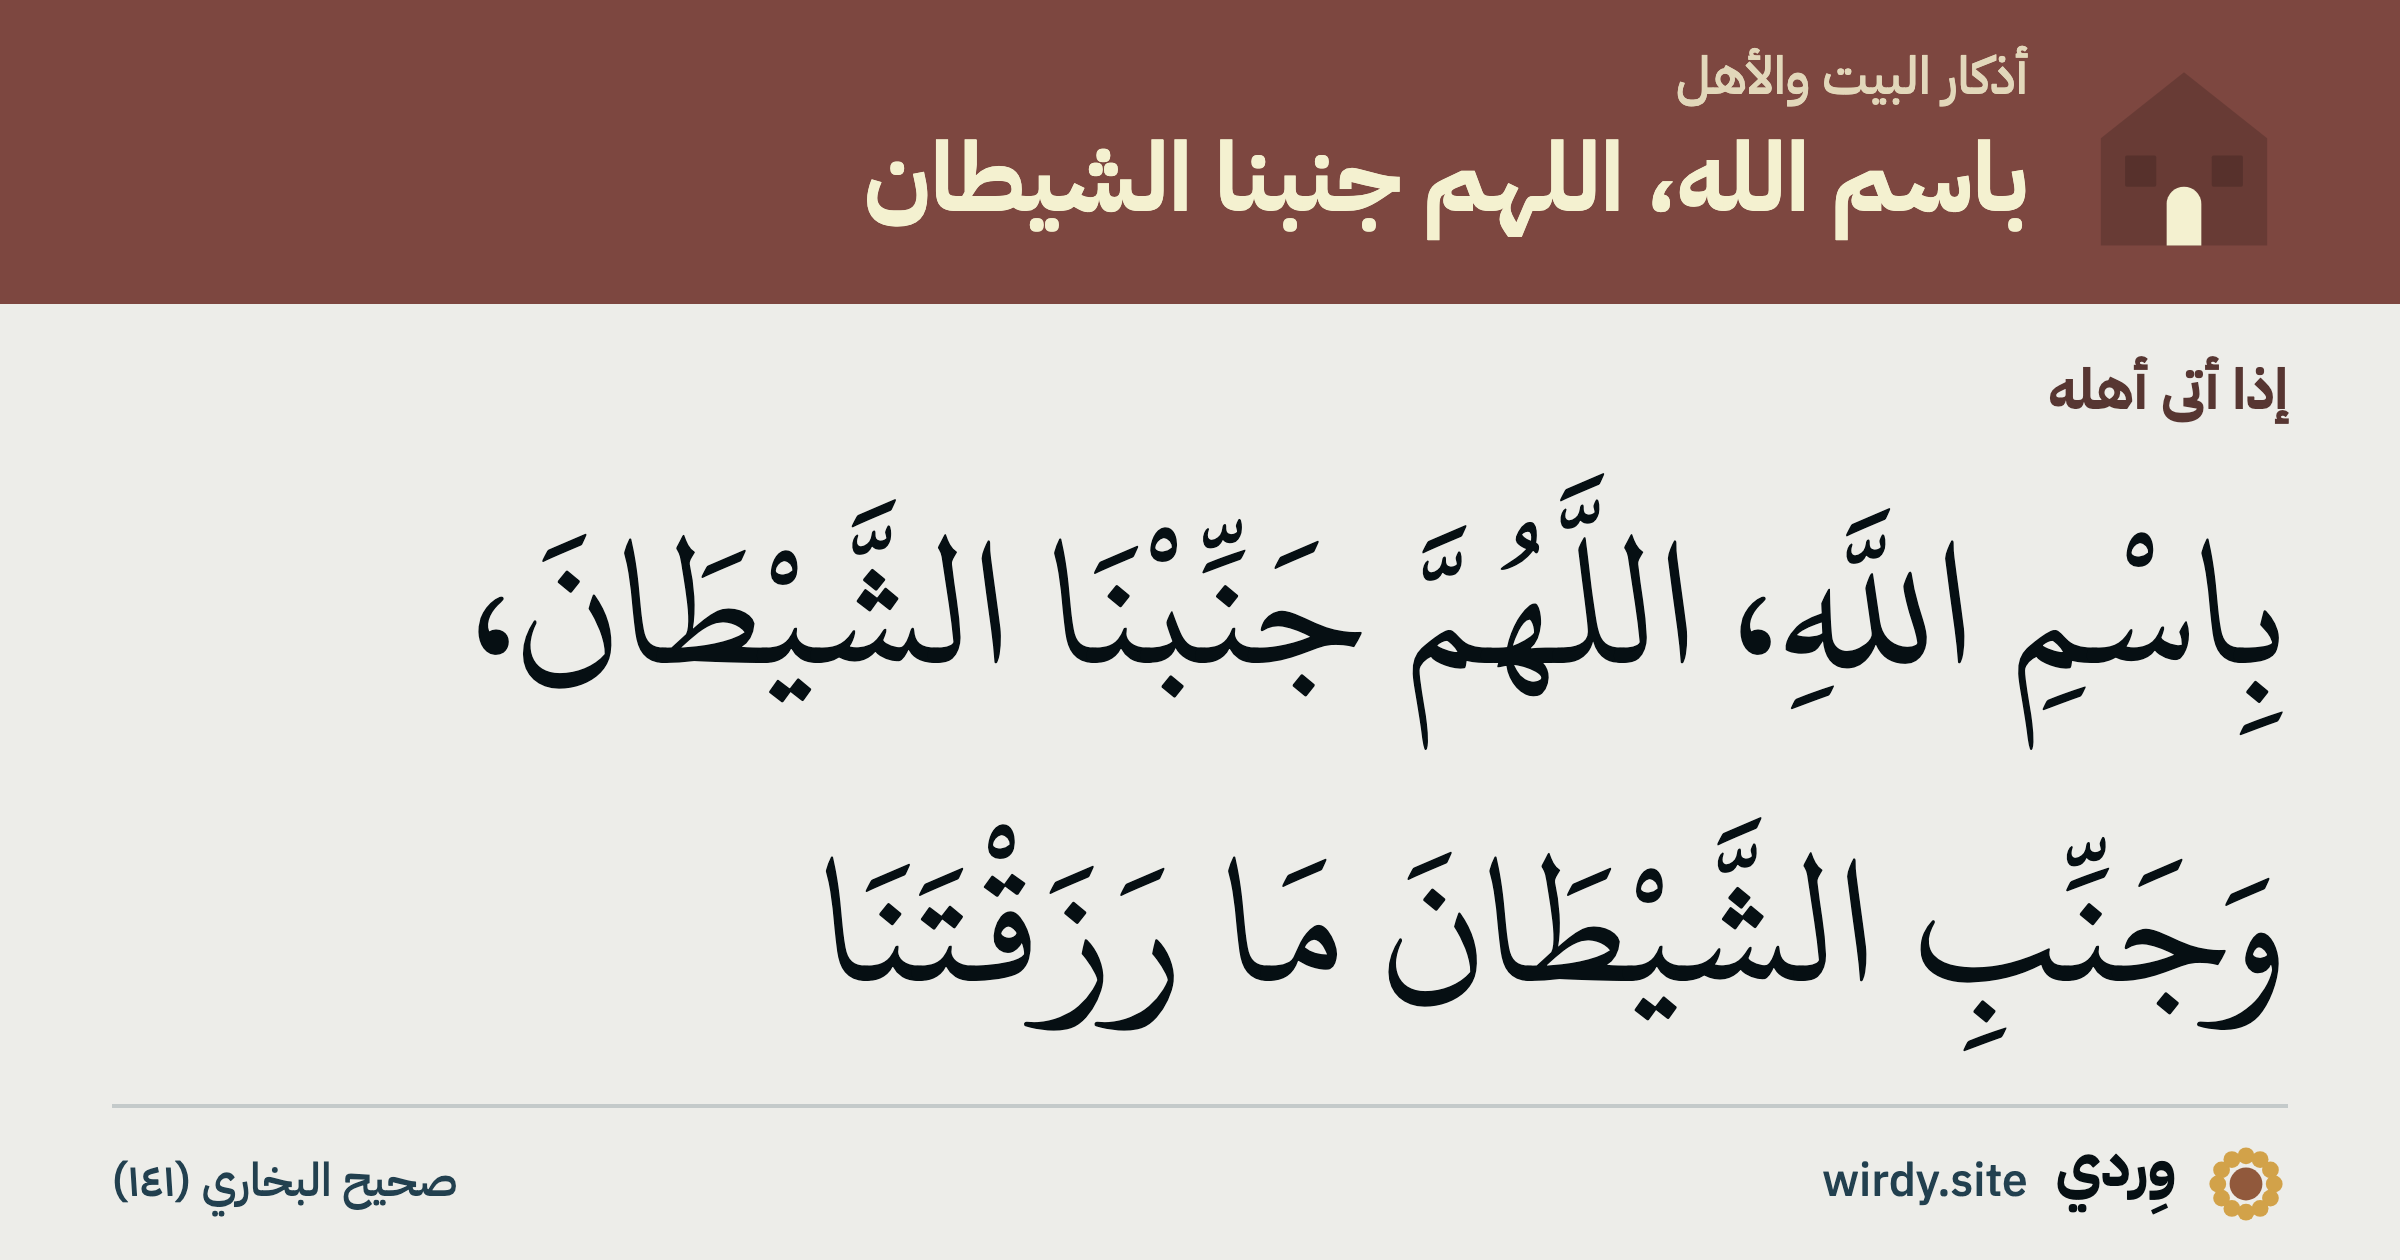 أذكار البيت والأهل
باسم الله، اللهم جنبنا الشيطان
إذا أتى أهله
بِاسْمِ اللَّهِ، اللَّهُمَّ جَنِّبْنَا الشَّيْطَانَ،
وَجَنِّبِ الشَّيْطَانَ مَا رَزَقْتَنَا
وِردي wirdy.site
صحيح البخاري (١٤١)